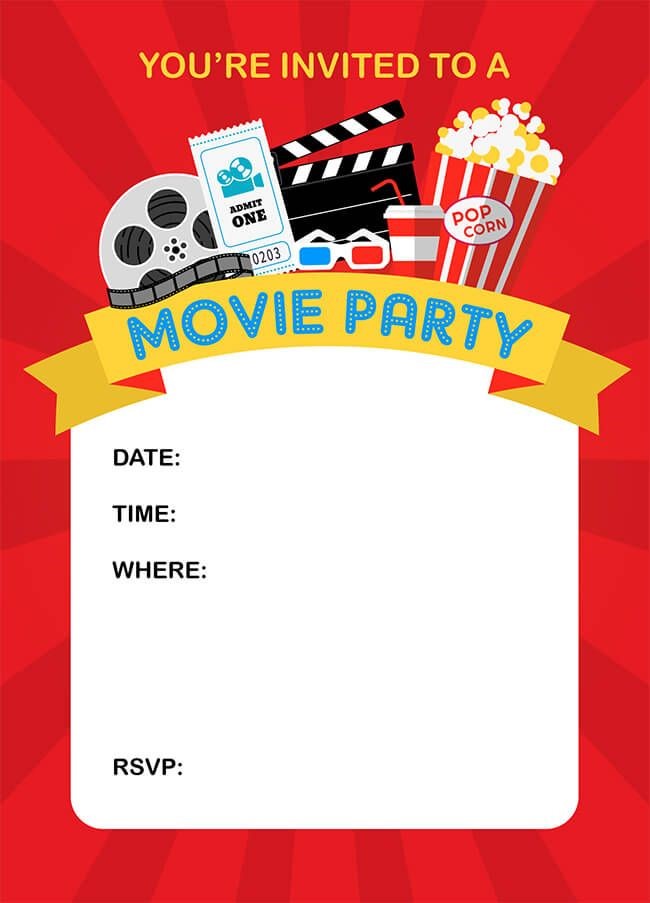 YOU'RE INVITED TO A
ADMIT
ONE
0203
POP
CORN
MOVIE PARTY
DATE:
TIME:
WHERE:
RSVP: